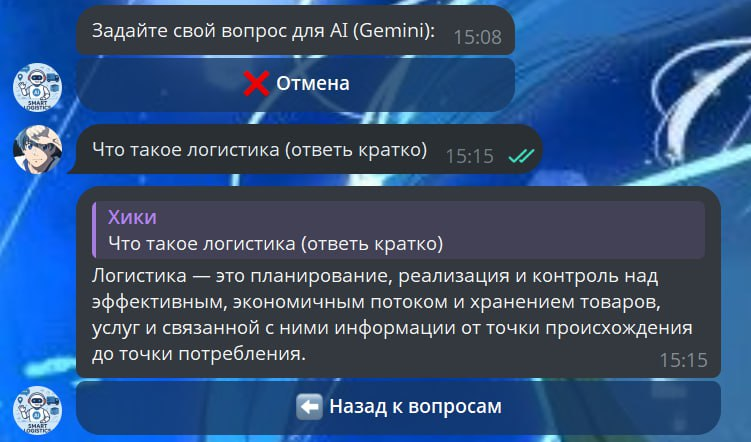 Задайте свой вопрос для AI (Gemini): 15:08
❌ Отмена
Что такое логистика (ответь кратко) 15:15
Хики
Что такое логистика (ответь кратко)
Логистика — это планирование, реализация и контроль над
эффективным, экономичным потоком и хранением товаров,
услуг и связанной с ними информации от точки происхождения
до точки потребления. 15:15
⬅️ Назад к вопросам
SMART
LOGISTICS